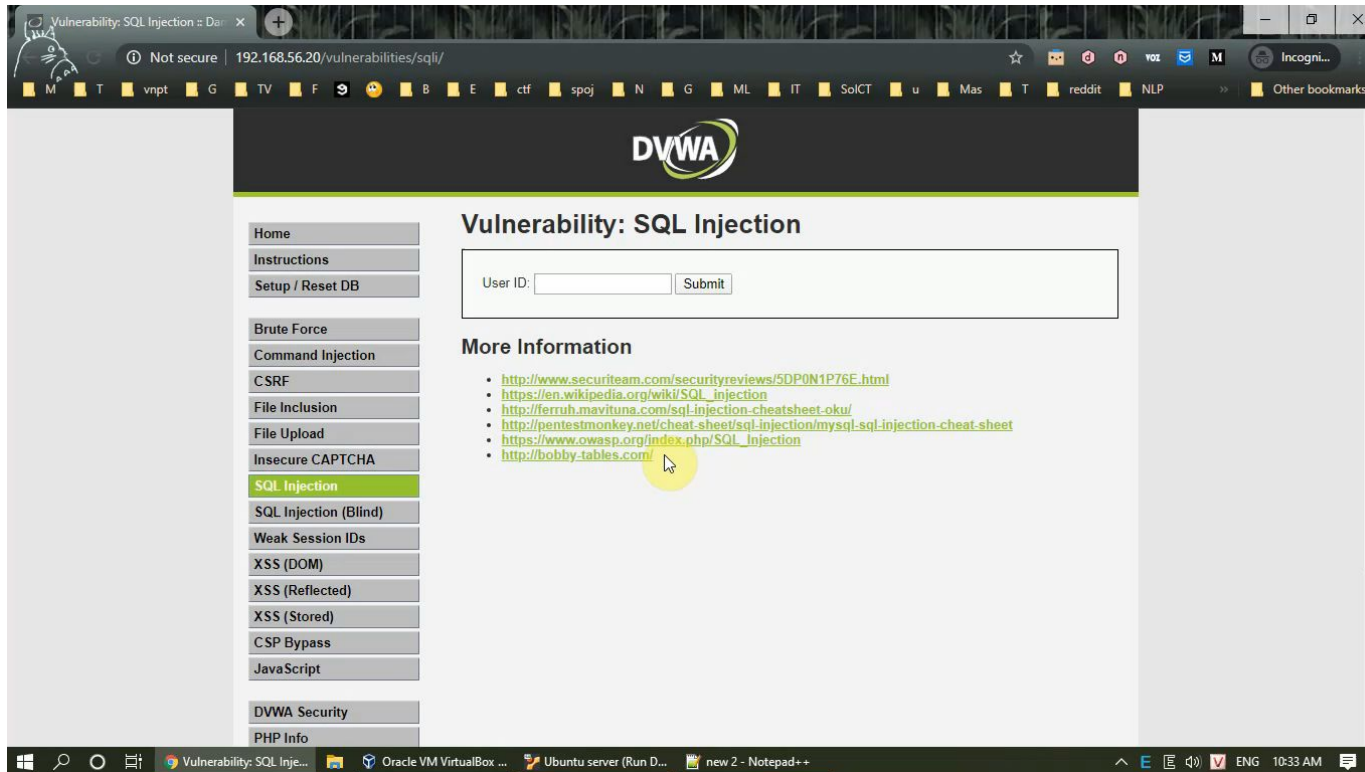 Vulnerability: SQL Injection :: Dar
Not secure | 192.168.56.20/vulnerabilities/sqli/
VOZ
M
Incogni...
M T vnpt G TV F 9 B E ctf spoj N G ML IT SoICT u Mas T reddit NLP » Other bookmarks
DVWA
Home
Instructions
Setup / Reset DB
Brute Force
Command Injection
CSRF
File Inclusion
File Upload
Insecure CAPTCHA
SQL Injection
SQL Injection (Blind)
Weak Session IDs
XSS (DOM)
XSS (Reflected)
XSS (Stored)
CSP Bypass
JavaScript
DVWA Security
PHP Info
Vulnerability: SQL Injection
User ID: Submit
More Information
http://www.securiteam.com/securityreviews/5DP0N1P76E.html
https://en.wikipedia.org/wiki/SQL_injection
http://ferruh.mavituna.com/sql-injection-cheatsheet-oku/
http://pentestmonkey.net/cheat-sheet/sql-injection/mysql-sql-injection-cheat-sheet
https://www.owasp.org/index.php/SQL_Injection
http://bobby-tables.com/
Vulnerability: SQL Inje... Oracle VM VirtualBox ... Ubuntu server (Run D... new 2 - Notepad++ E V ENG 10:33 AM